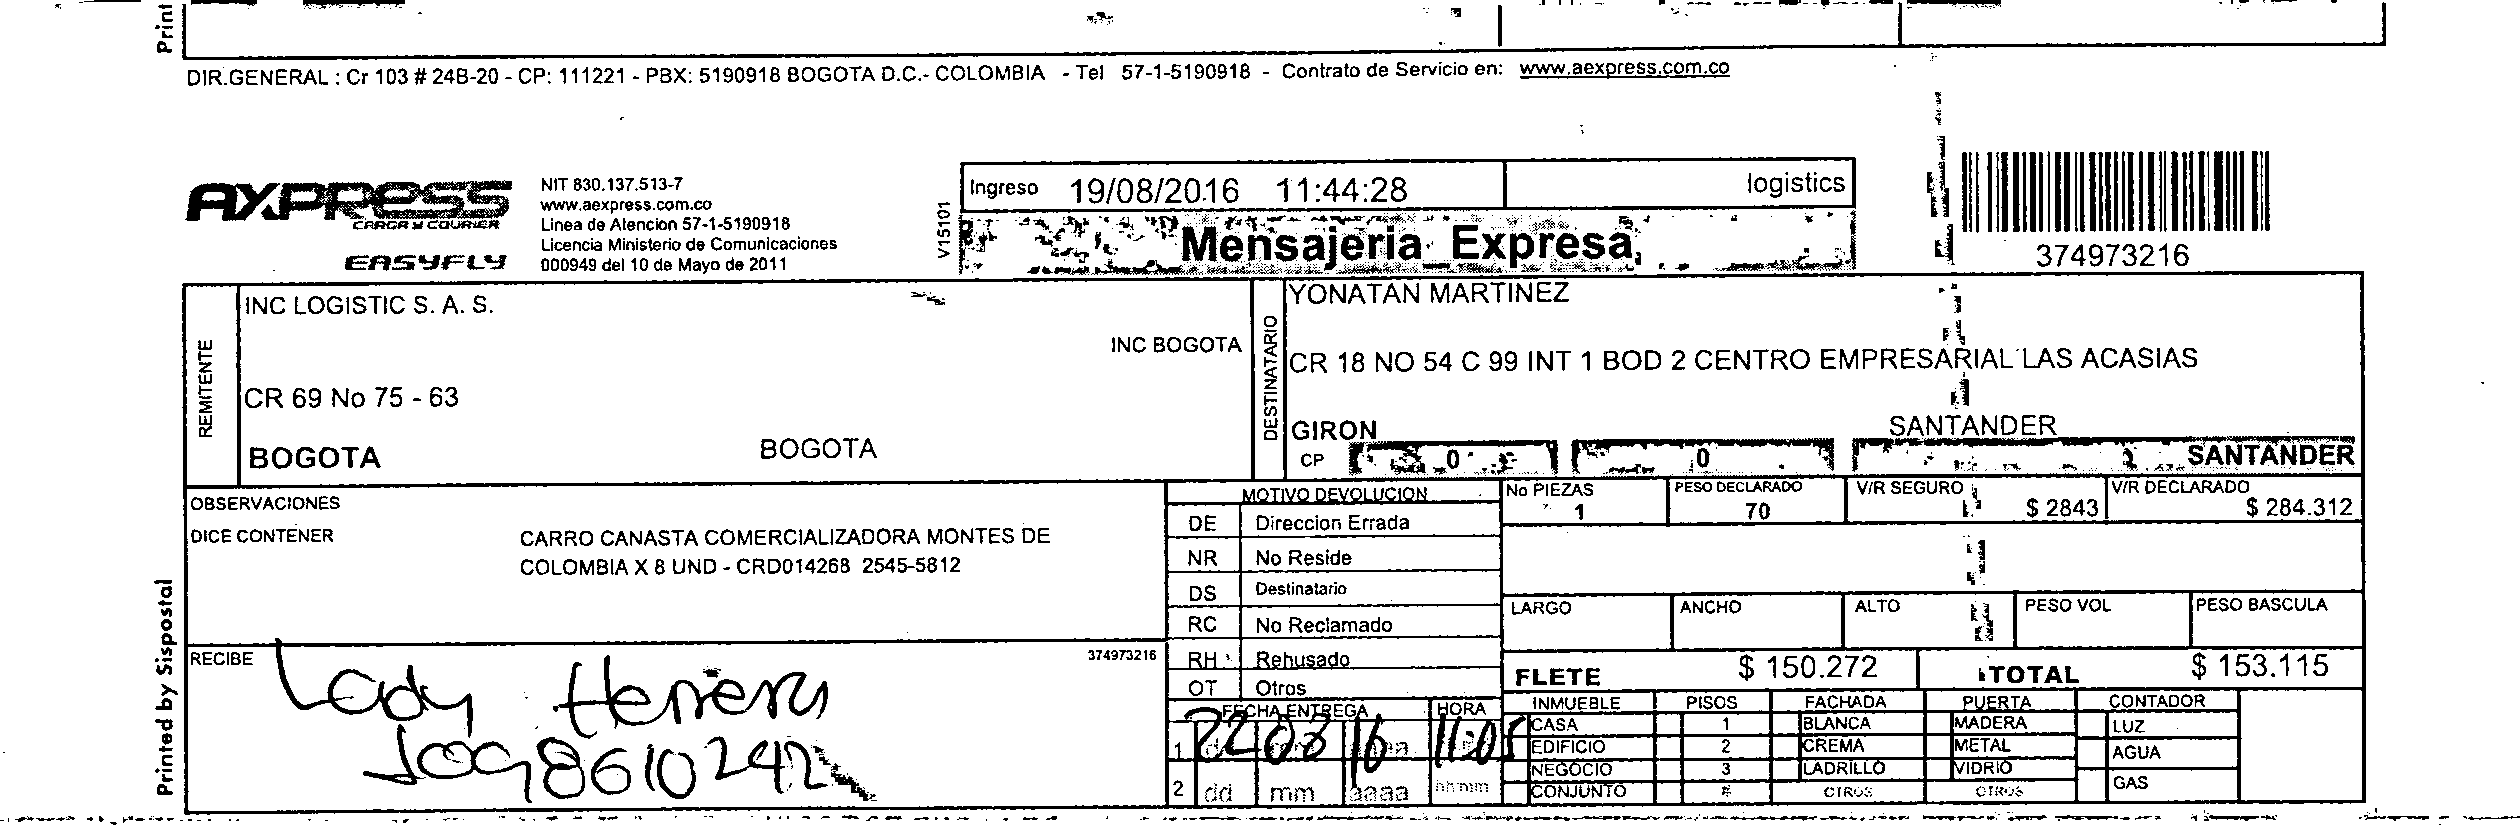 Print
DIR.GENERAL : Cr 103 # 24B-20 - CP: 111221 - PBX: 5190918 BOGOTA D.C.- COLOMBIA - Tel 57-1-5190918 - Contrato de Servicio en: www.aexpress.com.co
AXPRESS
CARGA Y COURIER
EASYFLY
NIT 830.137.513-7
www.aexpress.com.co
Linea de Atencion 57-1-5190918
Licencia Ministerio de Comunicaciones
000949 del 10 de Mayo de 2011
V15101
Ingreso 19/08/2016 11:44:28 logistics
Mensajeria Expresa
374973216
REMITENTE
INC LOGISTIC S. A. S.
INC BOGOTA
CR 69 No 75 - 63
BOGOTA BOGOTA
DESTINATARIO
YONATAN MARTINEZ
CR 18 NO 54 C 99 INT 1 BOD 2 CENTRO EMPRESARIAL LAS ACASIAS
GIRON SANTANDER
CP 0 0 SANTANDER
OBSERVACIONES
DICE CONTENER CARRO CANASTA COMERCIALIZADORA MONTES DE
COLOMBIA X 8 UND - CRD014268 2545-5812
MOTIVO DEVOLUCION
DE Direccion Errada
NR No Reside
DS Destinatario
RC No Reclamado
RH Rehusado
OT Otros
No PIEZAS PESO DECLARADO V/R SEGURO V/R DECLARADO
1 70 $ 2843 $ 284.312
LARGO ANCHO ALTO PESO VOL PESO BASCULA
FLETE $ 150.272 TOTAL $ 153.115
RECIBE 374973216
Lady Herrera
1098610242
FECHA ENTREGA HORA
1 22 08 16 11:05
2 dd mm aaaa hh:mm
INMUEBLE PISOS FACHADA PUERTA CONTADOR
CASA 1 BLANCA MADERA LUZ
EDIFICIO 2 CREMA METAL AGUA
NEGOCIO 3 LADRILLO VIDRIO GAS
CONJUNTO OTROS OTROS
Printed by Sispostal